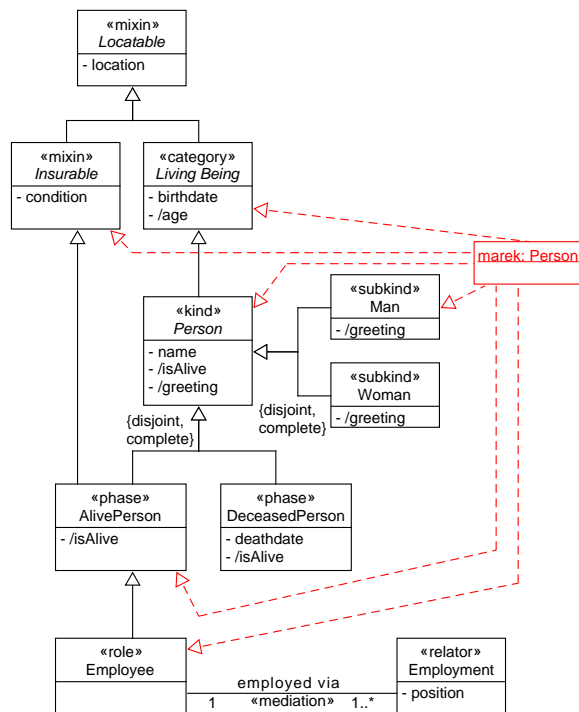 «mixin»
Locatable
- location
«mixin»
Insurable
- condition
«category»
Living Being
- birthdate
- /age
marek: Person
«kind»
Person
- name
- /isAlive
- /greeting
«subkind»
Man
- /greeting
«subkind»
Woman
- /greeting
{disjoint,
complete}
{disjoint,
complete}
«phase»
AlivePerson
- /isAlive
«phase»
DeceasedPerson
- deathdate
- /isAlive
«role»
Employee
employed via
1 «mediation» 1..*
«relator»
Employment
- position